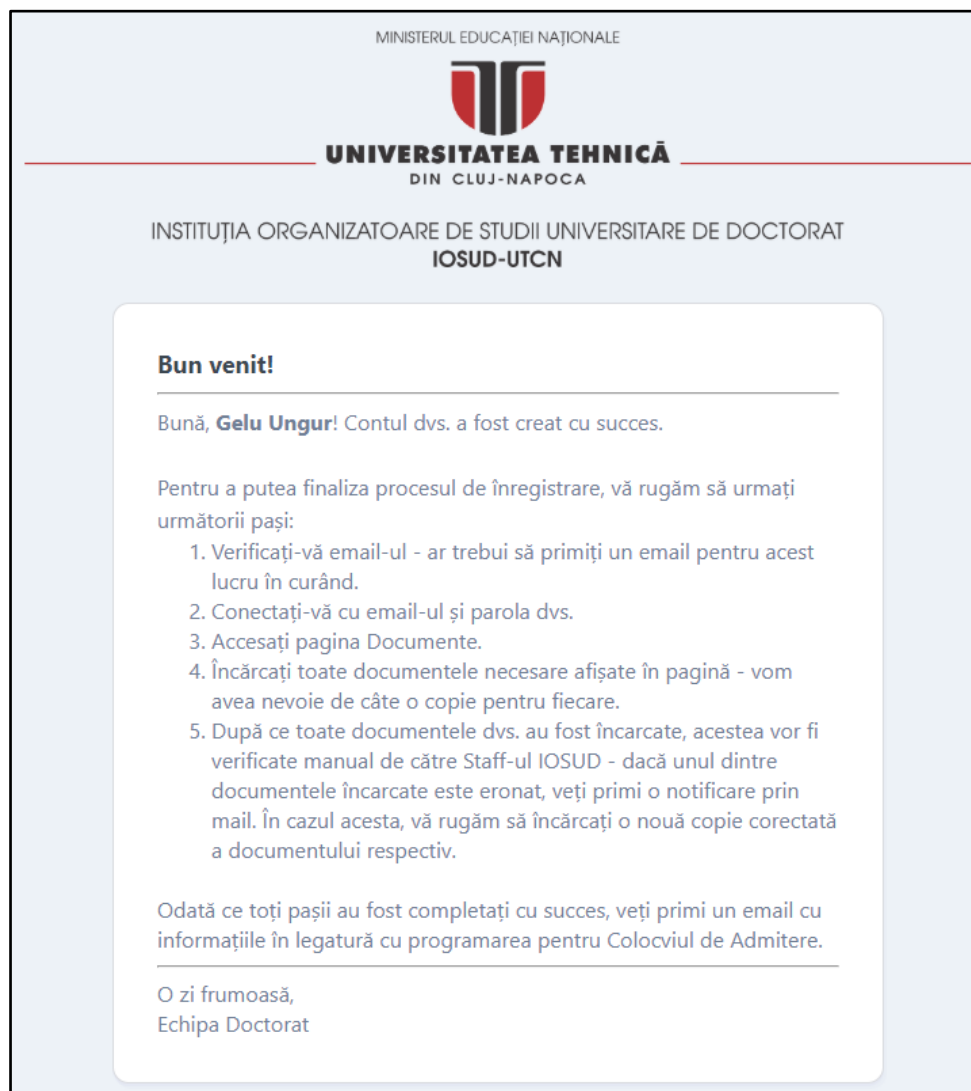 MINISTERUL EDUCAȚIEI NAȚIONALE
UNIVERSITATEA TEHNICĂ
DIN CLUJ-NAPOCA
INSTITUȚIA ORGANIZATOARE DE STUDII UNIVERSITARE DE DOCTORAT
IOSUD-UTCN
Bun venit!
Bună, Gelu Ungur! Contul dvs. a fost creat cu succes.
Pentru a putea finaliza procesul de înregistrare, vă rugăm să urmați
următorii pași:
1. Verificați-vă email-ul - ar trebui să primiți un email pentru acest
lucru în curând.
2. Conectați-vă cu email-ul și parola dvs.
3. Accesați pagina Documente.
4. Încărcați toate documentele necesare afișate în pagină - vom
avea nevoie de câte o copie pentru fiecare.
5. După ce toate documentele dvs. au fost încarcate, acestea vor fi
verificate manual de către Staff-ul IOSUD - dacă unul dintre
documentele încarcate este eronat, veți primi o notificare prin
mail. În cazul acesta, vă rugăm să încărcați o nouă copie corectată
a documentului respectiv.
Odată ce toți pașii au fost completați cu succes, veți primi un email cu
informațiile în legatură cu programarea pentru Colocviul de Admitere.
O zi frumoasă,
Echipa Doctorat